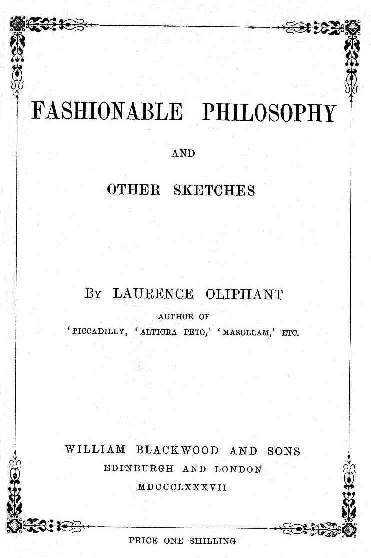 FASHIONABLE PHILOSOPHY
AND
OTHER SKETCHES
BY LAURENCE OLIPHANT
AUTHOR OF
'PICCADILLY, 'ALTIORA PETO,' 'MASOLLAM,' ETC.
WILLIAM BLACKWOOD AND SONS
EDINBURGH AND LONDON
MDCCCLXXXVII
PRICE ONE SHILLING